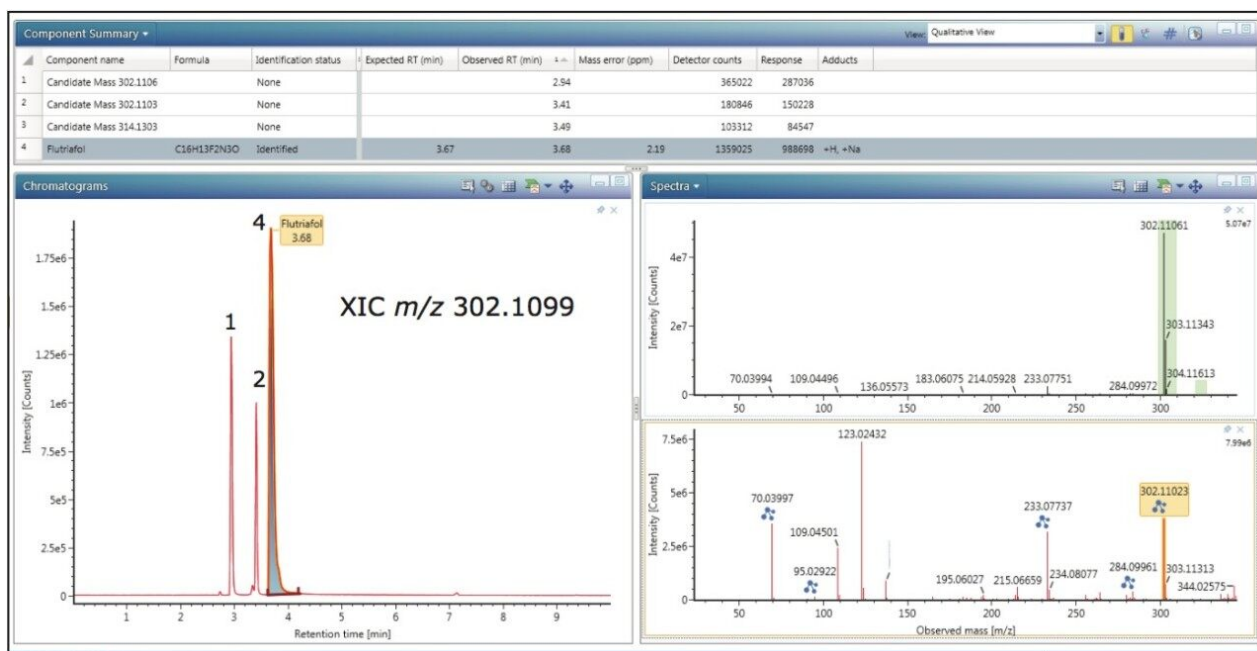 Component Summary
View: Qualitative View
Component name Formula Identification status Expected RT (min) Observed RT (min) 1 Mass error (ppm) Detector counts Response Adducts
1 Candidate Mass 302.1106 None 2.94 365022 287036
2 Candidate Mass 302.1103 None 3.41 180846 150228
3 Candidate Mass 314.1303 None 3.49 103312 84547
4 Flutriafol C16H13F2N3O Identified 3.67 3.68 2.19 1359025 988698 +H, +Na
Chromatograms
4
Flutriafol
3.68
XIC m/z 302.1099
1
2
Intensity [Counts]
1.75e6
1.5e6
1.25e6
1e6
7.5e5
5e5
2.5e5
0
1 2 3 4 5 6 7 8 9
Retention time [min]
Spectra
302.11061
5.07e7
Intensity [Counts]
4e7
2e7
0
303.11343
304.11613
70.03994 109.04496 136.05573 183.06075 214.05928 233.07751 284.09972
50 100 150 200 250 300
7.99e6
Intensity [Counts]
7.5e6
5e6
2.5e6
0
123.02432
302.11023
70.03997
233.07737
109.04501
95.02922
195.06027
215.06659
234.08077
284.09961
303.11313
344.02575
50 100 150 200 250 300
Observed mass [m/z]